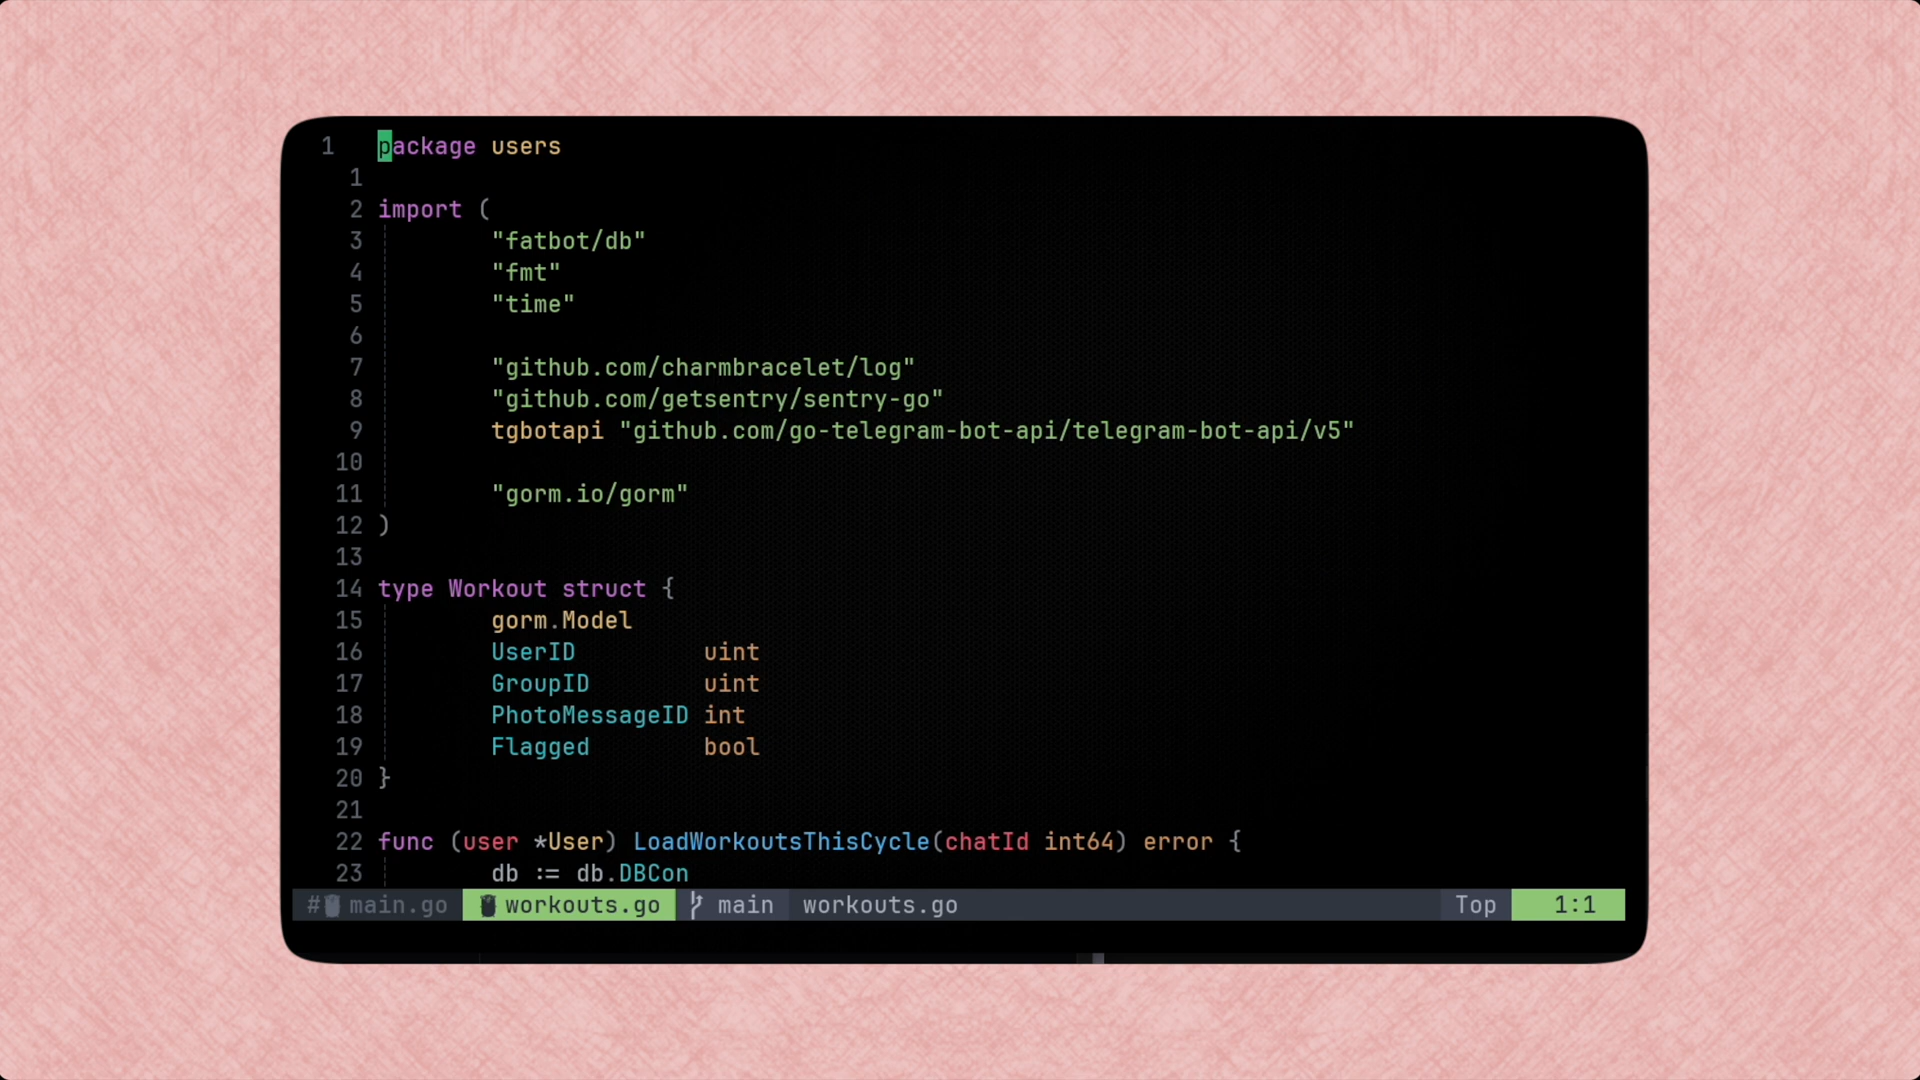 1 package users
1
2 import (
3 "fatbot/db"
4 "fmt"
5 "time"
6
7 "github.com/charmbracelet/log"
8 "github.com/getsentry/sentry-go"
9 tgbotapi "github.com/go-telegram-bot-api/telegram-bot-api/v5"
10
11 "gorm.io/gorm"
12 )
13
14 type Workout struct {
15 gorm.Model
16 UserID uint
17 GroupID uint
18 PhotoMessageID int
19 Flagged bool
20 }
21
22 func (user *User) LoadWorkoutsThisCycle(chatId int64) error {
23 db := db.DBCon
# main.go workouts.go main workouts.go Top 1:1